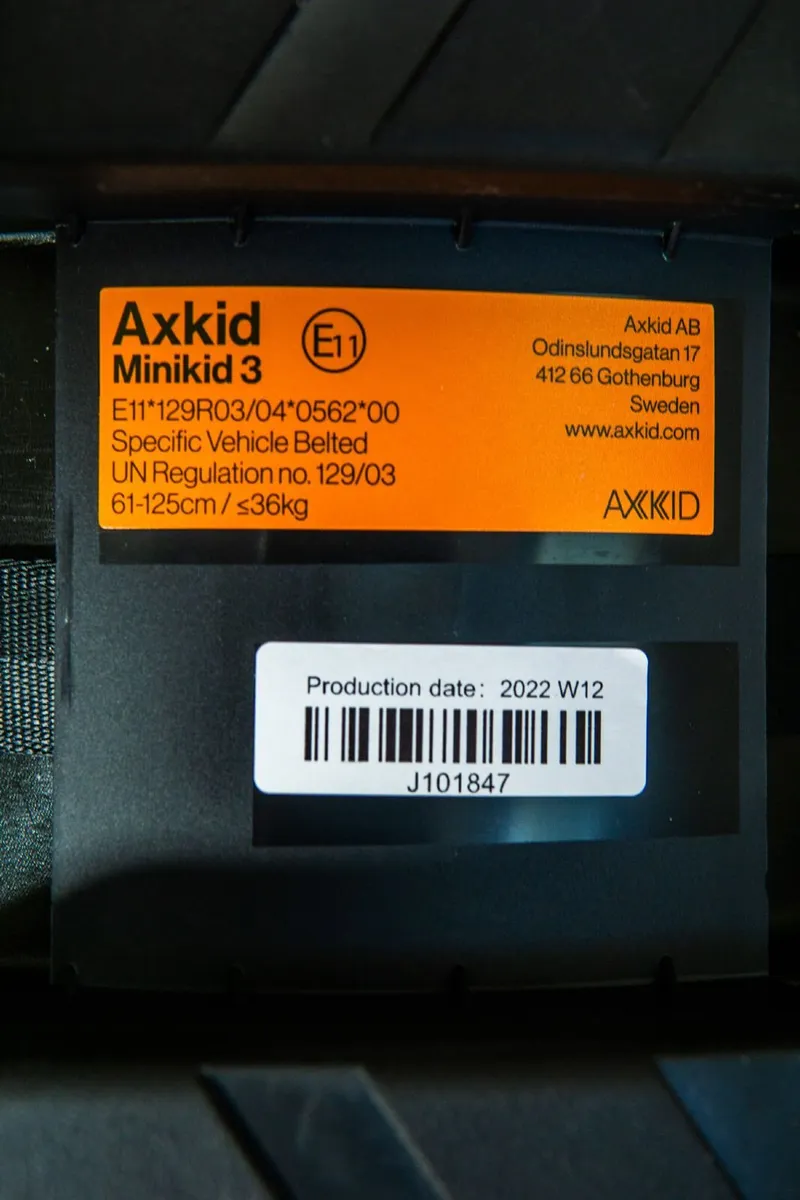 Axkid
Minikid 3
E11
E11*129R03/04*0562*00
Specific Vehicle Belted
UN Regulation no. 129/03
61-125cm / ≤36kg
Axkid AB
Odinslundsgatan 17
412 66 Gothenburg
Sweden
www.axkid.com
AXKID
Production date: 2022 W12
J101847